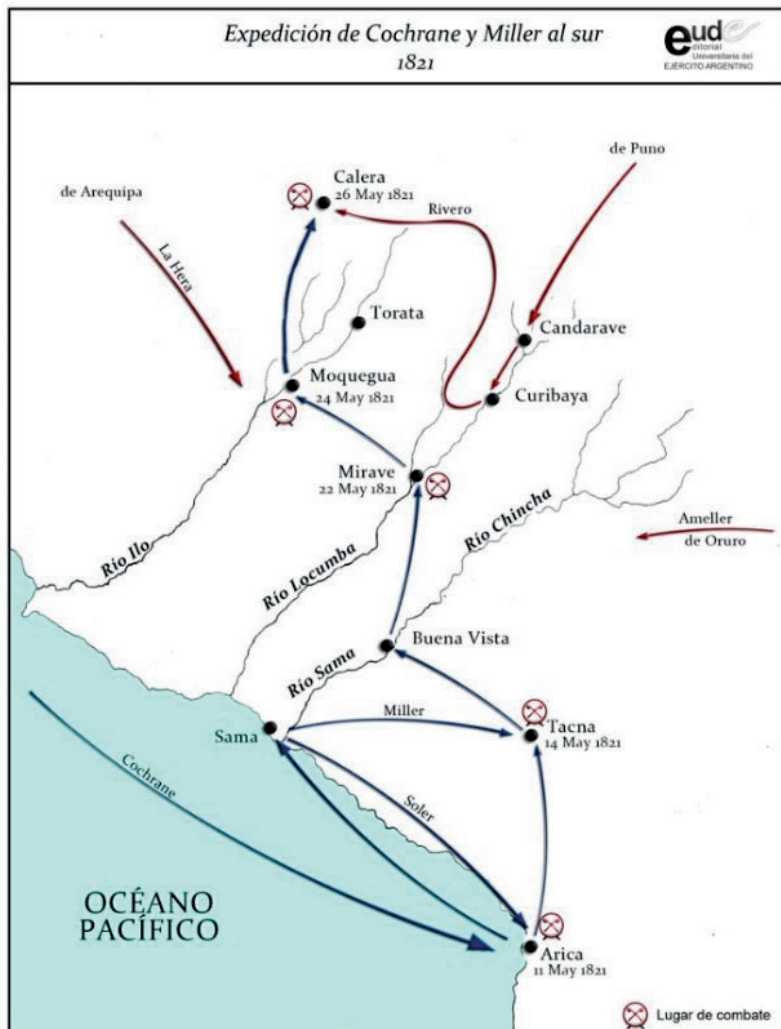 Expedición de Cochrane y Miller al sur
1821
eude
ditorial
Universitaria del
EJÉRCITO ARGENTINO
de Puno
Calera
26 May 1821
de Arequipa
Rivero
La Hera
Torata
Candarave
Moquegua
24 May 1821
Curibaya
Mirave
22 May 1821
Río Chincha
Ameller
de Oruro
Río Ilo
Río Locumba
Buena Vista
Río Sama
Miller
Tacna
14 May 1821
Sama
Cochrane
Soler
OCÉANO
PACÍFICO
Arica
11 May 1821
Lugar de combate